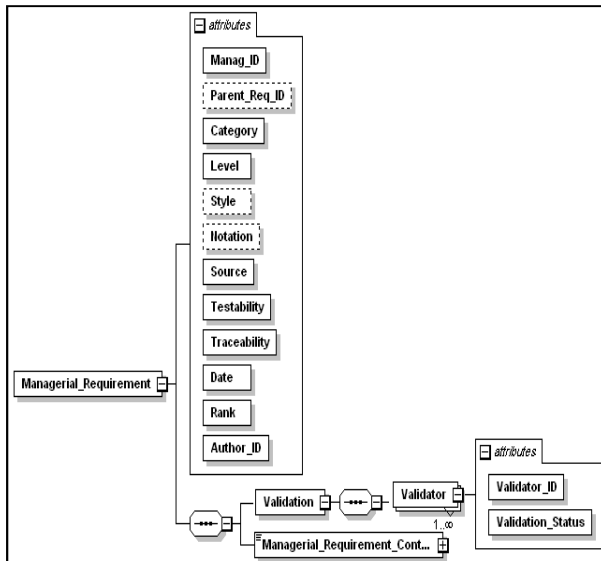 attributes
Manag_ID
Parent_Req_ID
Category
Level
Style
Notation
Source
Testability
Traceability
Date
Rank
Author_ID
Managerial_Requirement
Validation
Validator
1..∞
attributes
Validator_ID
Validation_Status
Managerial_Requirement_Cont...